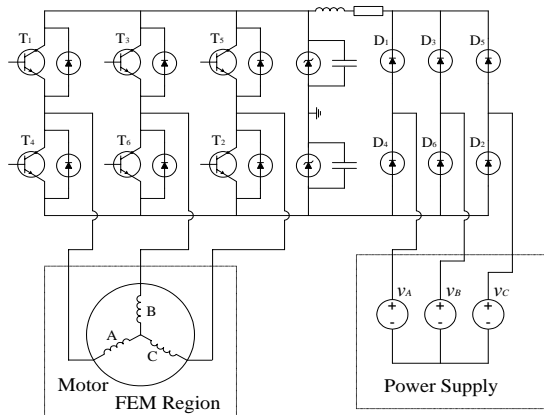 T1 T3 T5 D1 D3 D5
T4 T6 T2 D4 D6 D2
vA vB vC
+ + +
- - -
B
A
C
Motor
FEM Region
Power Supply